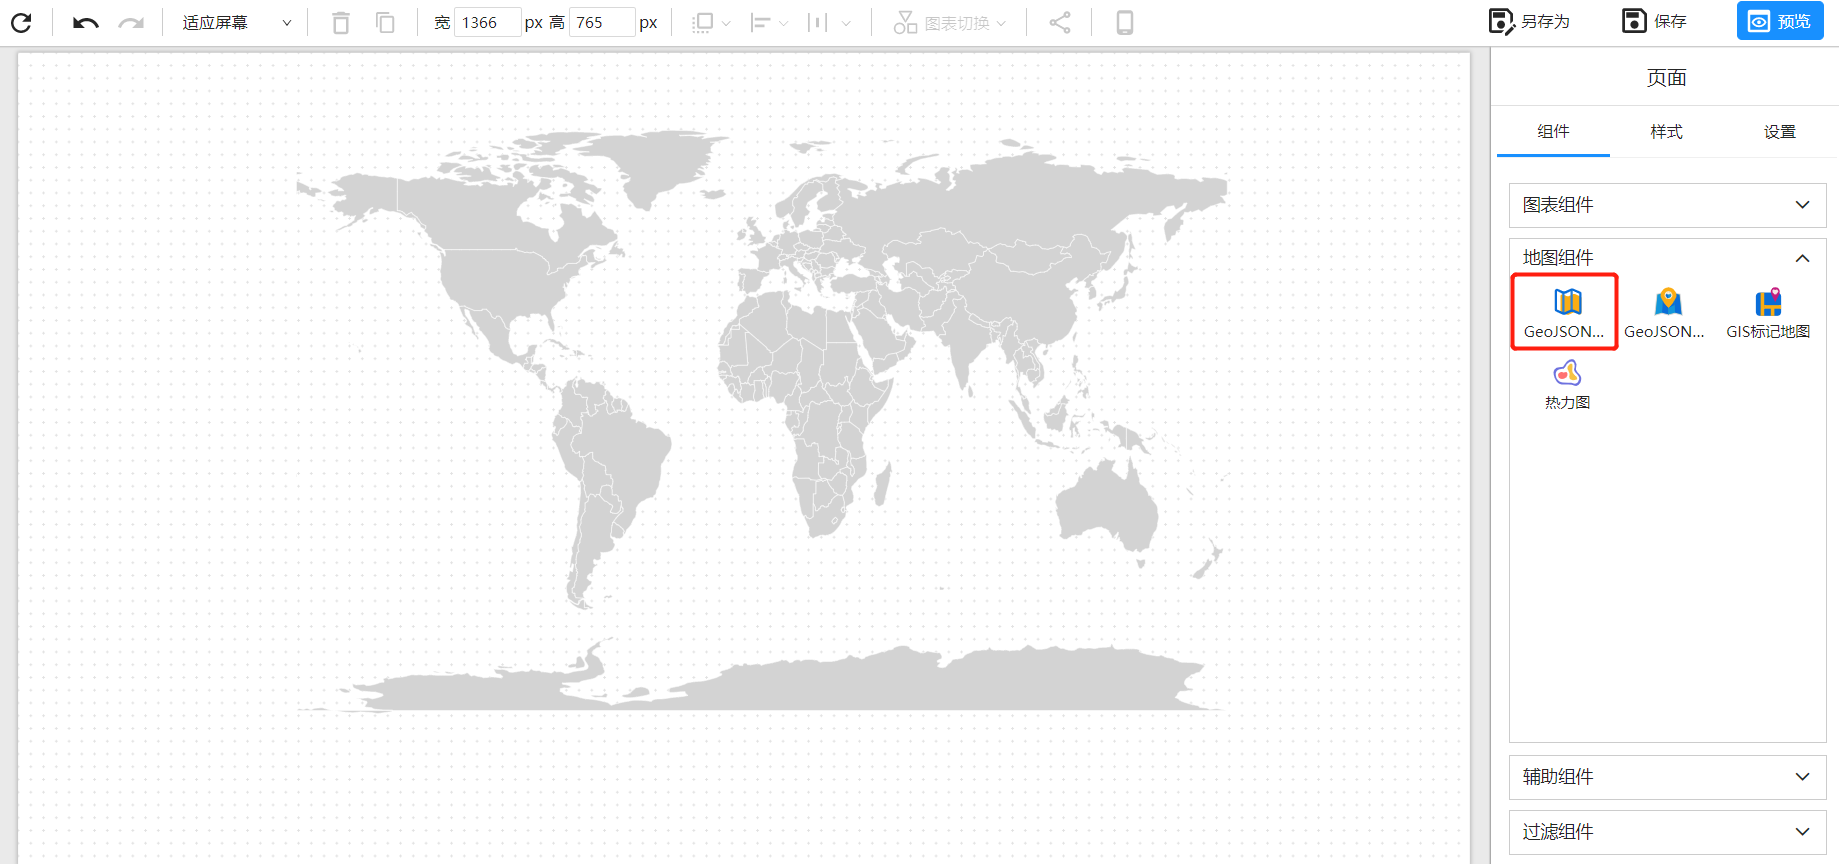 适应屏幕 宽 1366 px 高 765 px 图表切换 另存为 保存 预览
页面
组件 样式 设置
图表组件
地图组件
GeoJSON... GeoJSON... GIS标记地图
热力图
辅助组件
过滤组件